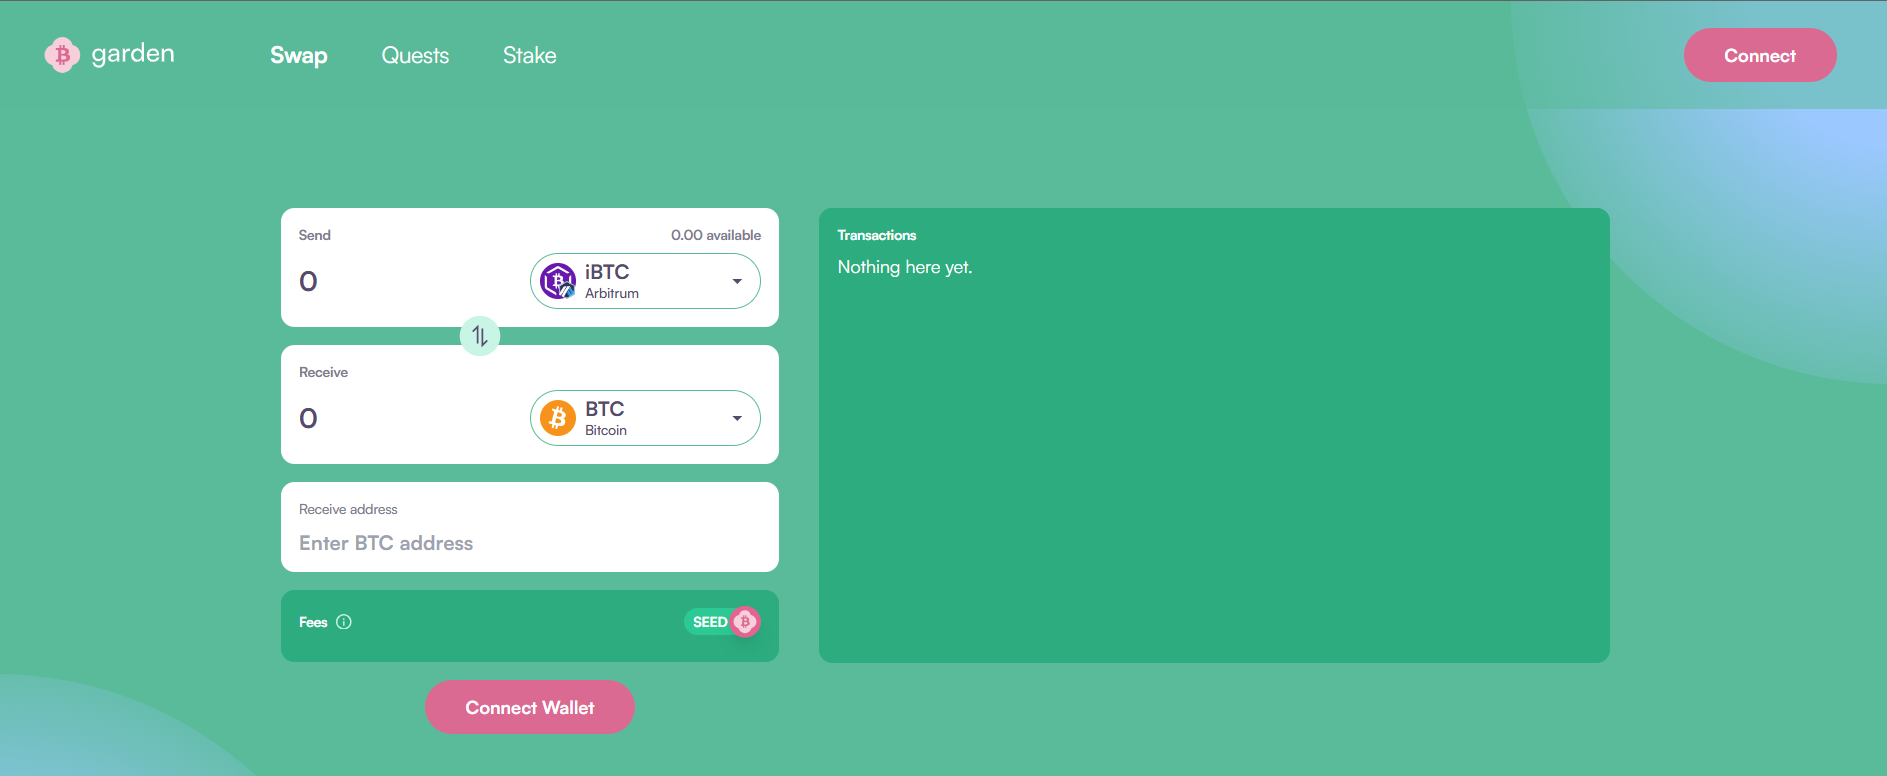 garden
Swap
Quests
Stake
Connect
Send
0.00 available
0
iBTC
Arbitrum
Receive
0
BTC
Bitcoin
Receive address
Enter BTC address
Fees
SEED
Connect Wallet
Transactions
Nothing here yet.